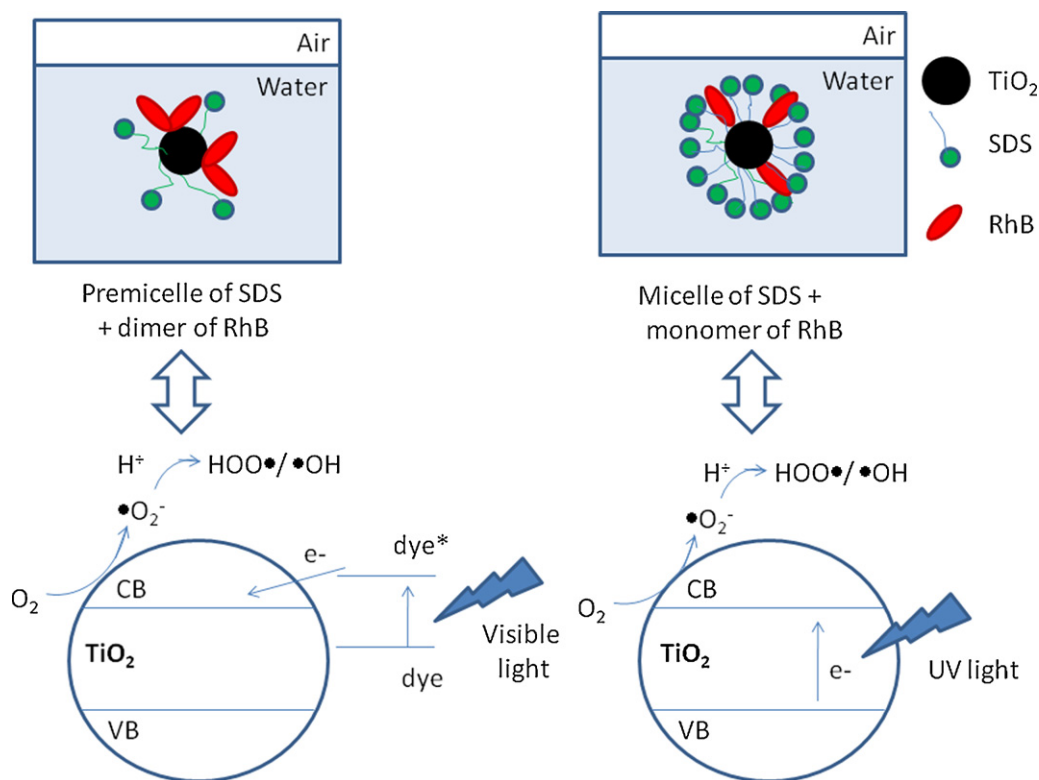 Air
Water
Premicelle of SDS
+ dimer of RhB
Air
Water
Micelle of SDS +
monomer of RhB
TiO₂
SDS
RhB
H⁺
HOO•/ •OH
•O₂⁻
O₂
CB
e-
dye*
TiO₂
VB
dye
Visible
light
H⁺
HOO•/ •OH
•O₂⁻
O₂
CB
TiO₂
e-
VB
UV light